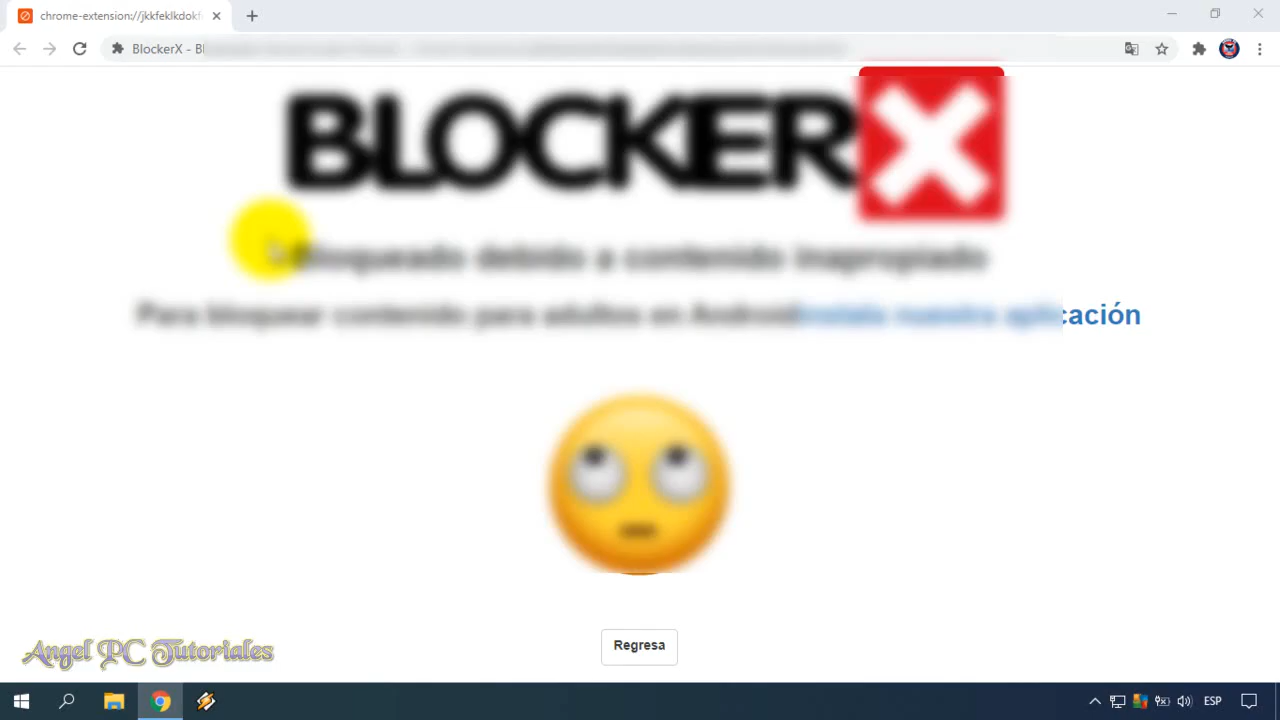 chrome-extension://jkkfeklkdokf
BlockerX - Bl
BLOCKERX
Bloqueado debido a contenido inapropiado
Para bloquear contenido para adultos en Android instala nuestra aplicación
Regresa
Angel PC Tutoriales
ESP